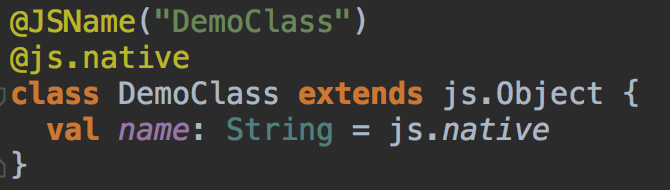 @JSName("DemoClass")
@js.native
class DemoClass extends js.Object {
  val name: String = js.native
}